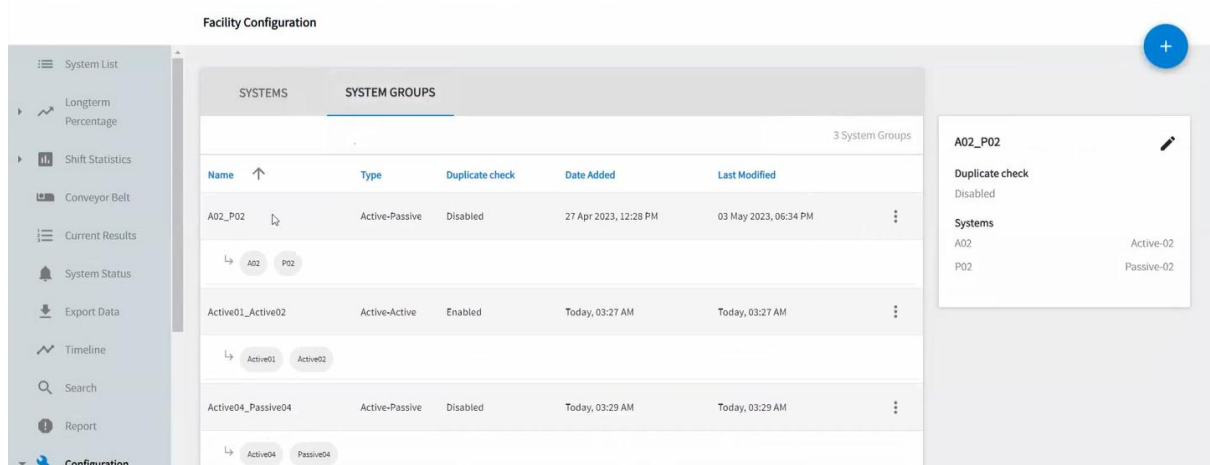 Facility Configuration
System List
Longterm
Percentage
Shift Statistics
Conveyor Belt
Current Results
System Status
Export Data
Timeline
Search
Report
Configuration
SYSTEMS SYSTEM GROUPS
3 System Groups
Name Type Duplicate check Date Added Last Modified
A02_P02 Active-Passive Disabled 27 Apr 2023, 12:28 PM 03 May 2023, 06:34 PM
A02 P02
Active01_Active02 Active-Active Enabled Today, 03:27 AM Today, 03:27 AM
Active01 Active02
Active04_Passive04 Active-Passive Disabled Today, 03:29 AM Today, 03:29 AM
Active04 Passive04
A02_P02
Duplicate check
Disabled
Systems
A02 Active-02
P02 Passive-02